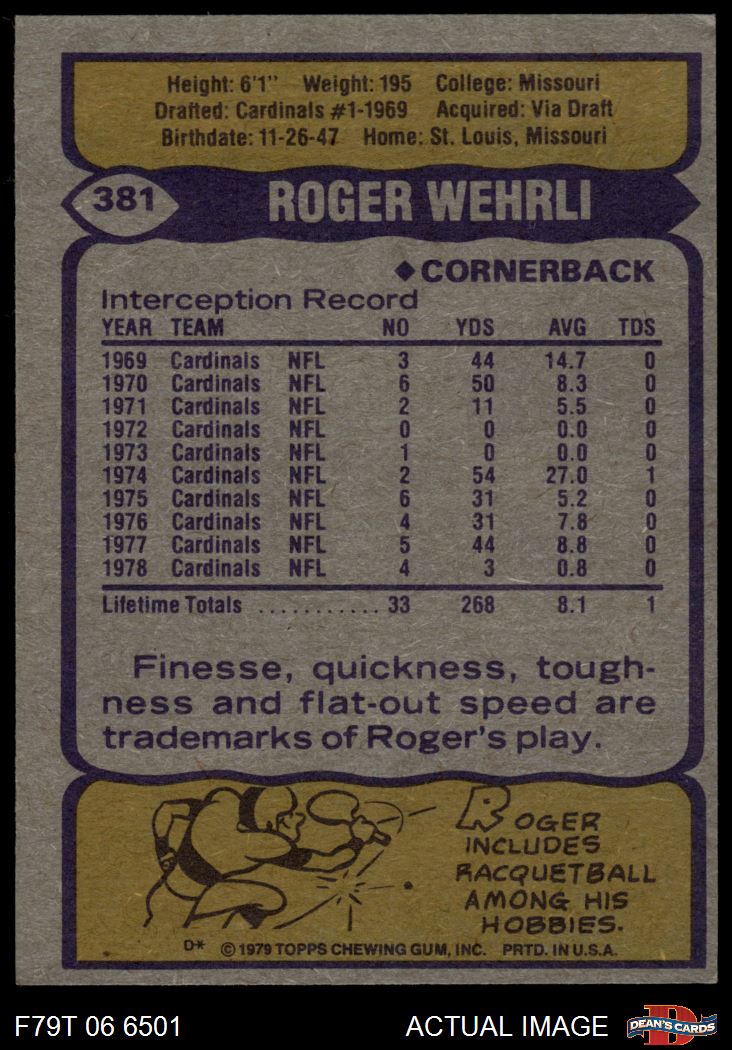 Height: 6'1" Weight: 195 College: Missouri
Drafted: Cardinals #1-1969 Acquired: Via Draft
Birthdate: 11-26-47 Home: St. Louis, Missouri
381 ROGER WEHRLI
◆CORNERBACK
Interception Record
YEAR TEAM NO YDS AVG TDS
1969 Cardinals NFL 3 44 14.7 0
1970 Cardinals NFL 6 50 8.3 0
1971 Cardinals NFL 2 11 5.5 0
1972 Cardinals NFL 0 0 0.0 0
1973 Cardinals NFL 1 0 0.0 0
1974 Cardinals NFL 2 54 27.0 1
1975 Cardinals NFL 6 31 5.2 0
1976 Cardinals NFL 4 31 7.8 0
1977 Cardinals NFL 5 44 8.8 0
1978 Cardinals NFL 4 3 0.8 0
Lifetime Totals ........... 33 268 8.1 1
Finesse, quickness, tough-
ness and flat-out speed are
trademarks of Roger's play.
ROGER
INCLUDES
RACQUETBALL
AMONG HIS
HOBBIES.
D* © 1979 TOPPS CHEWING GUM, INC. PRTD. IN U.S.A.
F79T 06 6501 ACTUAL IMAGE D DEAN'S CARDS